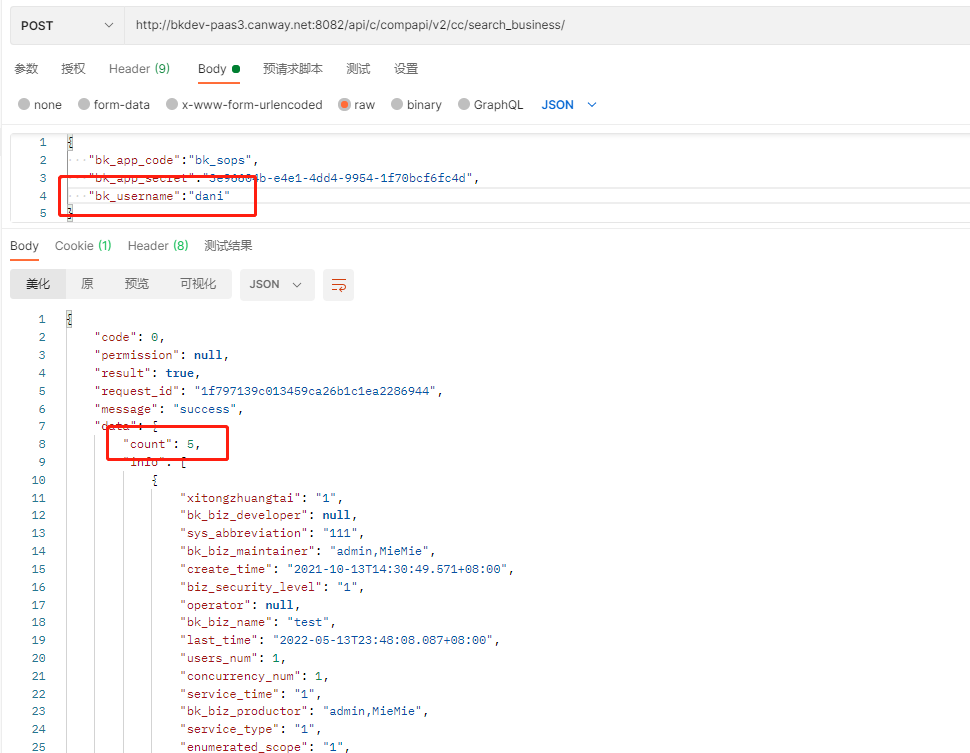 POST http://bkdev-paas3.canway.net:8082/api/c/compapi/v2/cc/search_business/
参数 授权 Header (9) Body 预请求脚本 测试 设置
none form-data x-www-form-urlencoded raw binary GraphQL JSON
1 {
2 "bk_app_code":"bk_sops",
3 "bk_app_secret":"3e96604b-e4e1-4dd4-9954-1f70bcf6fc4d",
4 "bk_username":"dani"
5 }
Body Cookie (1) Header (8) 测试结果
美化 原 预览 可视化 JSON
1 {
2 "code": 0,
3 "permission": null,
4 "result": true,
5 "request_id": "1f797139c013459ca26b1c1ea2286944",
6 "message": "success",
7 "data": {
8 "count": 5,
9 "info": [
10 {
11 "xitongzhuangtai": "1",
12 "bk_biz_developer": null,
13 "sys_abbreviation": "111",
14 "bk_biz_maintainer": "admin,MieMie",
15 "create_time": "2021-10-13T14:30:49.571+08:00",
16 "biz_security_level": "1",
17 "operator": null,
18 "bk_biz_name": "test",
19 "last_time": "2022-05-13T23:48:08.087+08:00",
20 "users_num": 1,
21 "concurrency_num": 1,
22 "service_time": "1",
23 "bk_biz_productor": "admin,MieMie",
24 "service_type": "1",
25 "enumerated_scope": "1",